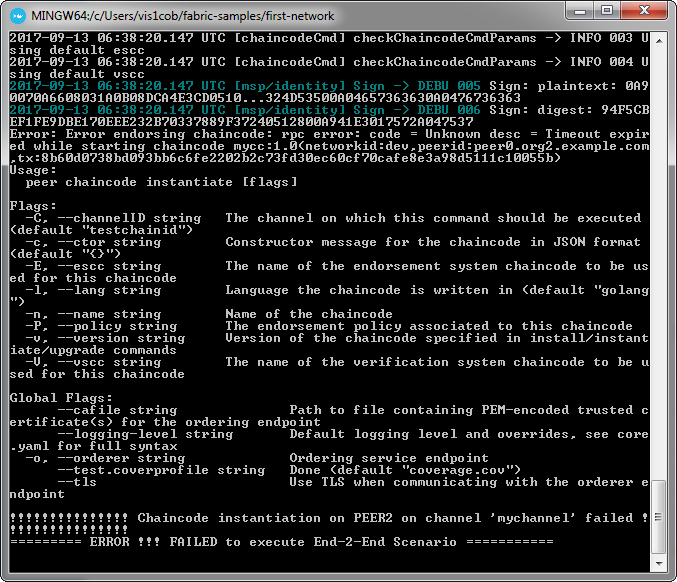 MINGW64:/c/Users/vis1cob/fabric-samples/first-network
2017-09-13 06:38:20.147 UTC [chaincodeCmd] checkChaincodeCmdParams -> INFO 003 U
sing default escc
2017-09-13 06:38:20.147 UTC [chaincodeCmd] checkChaincodeCmdParams -> INFO 004 U
sing default vscc
2017-09-13 06:38:20.147 UTC [msp/identity] Sign -> DEBU 005 Sign: plaintext: 0A9
0070A6608031A0B08DCA4E3CD0510...324D53500A04657363630A0476736363
2017-09-13 06:38:20.147 UTC [msp/identity] Sign -> DEBU 006 Sign: digest: 94F5CB
EF1FE9DBE170EEE232B70337889F37240512800A941E3017572A047537
Error: Error endorsing chaincode: rpc error: code = Unknown desc = Timeout expir
ed while starting chaincode mycc:1.0(networkid:dev,peerid:peer0.org2.example.com
,tx:8b60d0738bd093bb6c6fe2202b2c73fd30ec60cf70cafe8e3a98d5111c10055b)
Usage:
  peer chaincode instantiate [flags]

Flags:
  -C, --channelID string   The channel on which this command should be executed
(default "testchainid")
  -c, --ctor string        Constructor message for the chaincode in JSON format
(default "{}")
  -E, --escc string        The name of the endorsement system chaincode to be us
ed for this chaincode
  -l, --lang string        Language the chaincode is written in (default "golang
")
  -n, --name string        Name of the chaincode
  -P, --policy string      The endorsement policy associated to this chaincode
  -v, --version string     Version of the chaincode specified in install/instant
iate/upgrade commands
  -V, --vscc string        The name of the verification system chaincode to be u
sed for this chaincode

Global Flags:
      --cafile string              Path to file containing PEM-encoded trusted c
ertificate(s) for the ordering endpoint
      --logging-level string       Default logging level and overrides, see core
.yaml for full syntax
  -o, --orderer string             Ordering service endpoint
      --test.coverprofile string   Done (default "coverage.cov")
      --tls                        Use TLS when communicating with the orderer e
ndpoint

!!!!!!!!!!!!!!! Chaincode instantiation on PEER2 on channel 'mychannel' failed !
!!!!!!!!!!!!!!!
========= ERROR !!! FAILED to execute End-2-End Scenario ===========